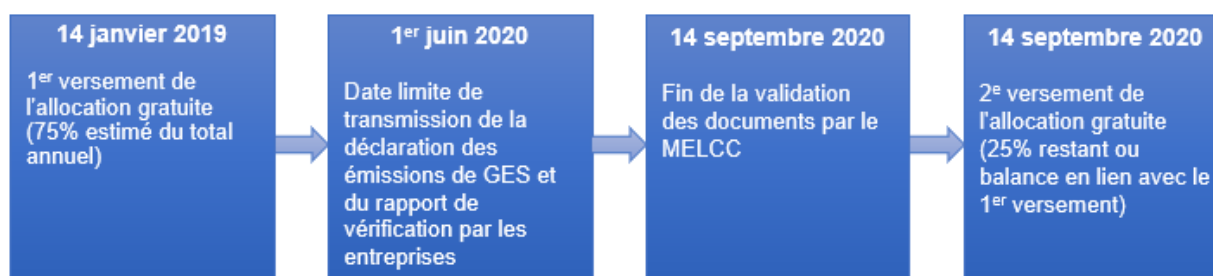 14 janvier 2019
1er versement de
l'allocation gratuite
(75% estimé du total
annuel)
1er juin 2020
Date limite de
transmission de la
déclaration des
émissions de GES et
du rapport de
vérification par les
entreprises
14 septembre 2020
Fin de la validation
des documents par le
MELCC
14 septembre 2020
2e versement de
l'allocation gratuite
(25% restant ou
balance en lien avec le
1er versement)